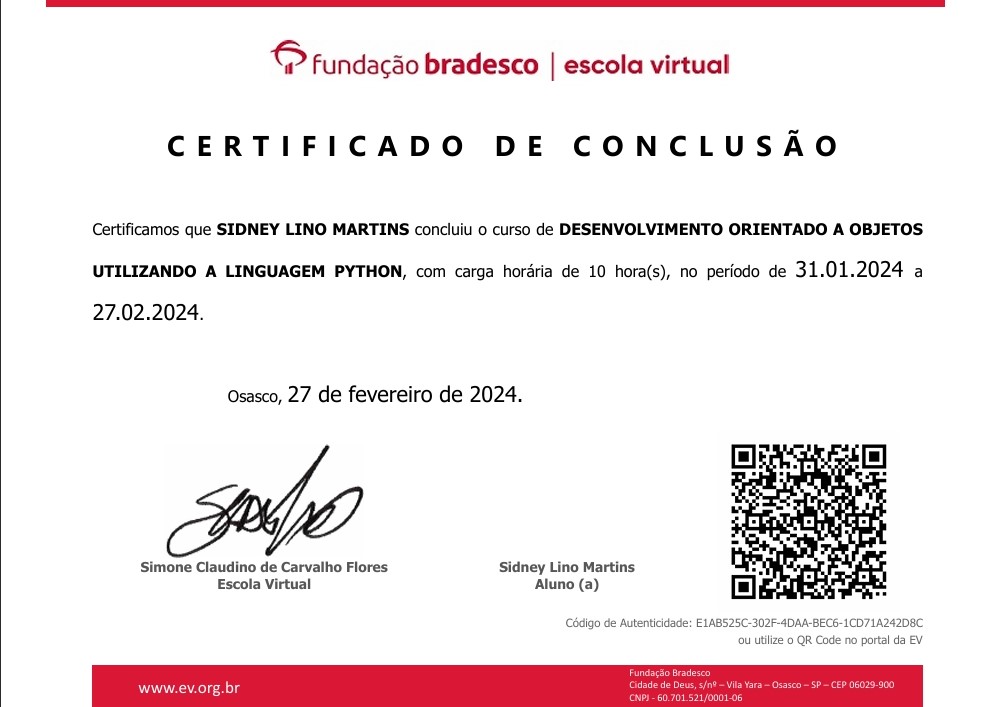 fundação bradesco | escola virtual
CERTIFICADO DE CONCLUSÃO
Certificamos que SIDNEY LINO MARTINS concluiu o curso de DESENVOLVIMENTO ORIENTADO A OBJETOS
UTILIZANDO A LINGUAGEM PYTHON, com carga horária de 10 hora(s), no período de 31.01.2024 a
27.02.2024.
Osasco, 27 de fevereiro de 2024.
Simone Claudino de Carvalho Flores
Escola Virtual
Sidney Lino Martins
Aluno (a)
Código de Autenticidade: E1AB525C-302F-4DAA-BEC6-1CD71A242D8C
ou utilize o QR Code no portal da EV
www.ev.org.br
Fundação Bradesco
Cidade de Deus, s/nº – Vila Yara – Osasco – SP – CEP 06029-900
CNPJ - 60.701.521/0001-06